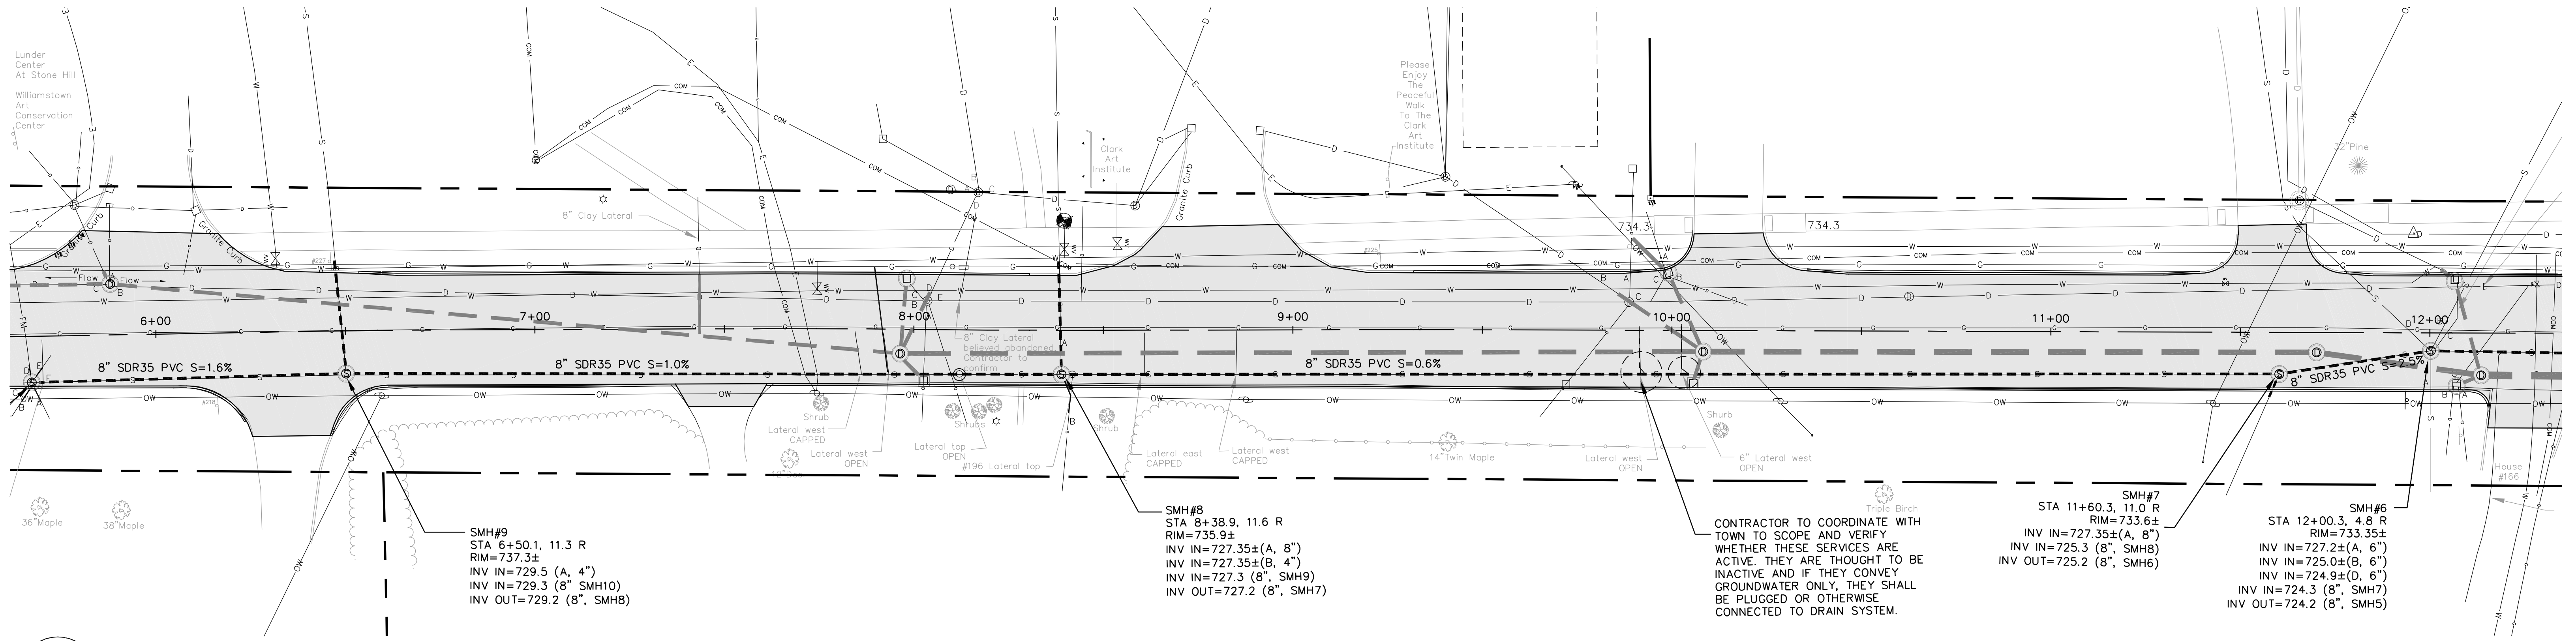 Lunder
Center
At Stone Hill
Williamstown
Art
Conservation
Center
Granite Curb
Granite Curb
Flow
Flow
8" Clay Lateral
Clark
Art
Institute
Granite Curb
Please
Enjoy
The
Peaceful
Walk
To The
Clark
Art
Institute
734.3
734.3
32"Pine
#227
#225
6+00
7+00
8+00
9+00
10+00
11+00
12+00
8" Clay Lateral
believed abandoned
Contractor to
confirm
8" SDR35 PVC S=1.6%
8" SDR35 PVC S=1.0%
8" SDR35 PVC S=0.6%
8" SDR35 PVC S=2.5%
#218
Shrub
Shrubs
Shrub
Shurb
Lateral west
CAPPED
Lateral west
OPEN
Lateral top
OPEN
#196 Lateral top
Lateral east
CAPPED
Lateral west
CAPPED
14"Twin Maple
Lateral west
OPEN
6" Lateral west
OPEN
Triple Birch
House
#166
36"Maple
38"Maple
SMH#9
STA 6+50.1, 11.3 R
RIM=737.3±
INV IN=729.5 (A, 4")
INV IN=729.3 (8" SMH10)
INV OUT=729.2 (8", SMH8)
SMH#8
STA 8+38.9, 11.6 R
RIM=735.9±
INV IN=727.35±(A, 8")
INV IN=727.35±(B, 4")
INV IN=727.3 (8", SMH9)
INV OUT=727.2 (8", SMH7)
CONTRACTOR TO COORDINATE WITH
TOWN TO SCOPE AND VERIFY
WHETHER THESE SERVICES ARE
ACTIVE. THEY ARE THOUGHT TO BE
INACTIVE AND IF THEY CONVEY
GROUNDWATER ONLY, THEY SHALL
BE PLUGGED OR OTHERWISE
CONNECTED TO DRAIN SYSTEM.
SMH#7
STA 11+60.3, 11.0 R
RIM=733.6±
INV IN=727.35±(A, 8")
INV IN=725.3 (8", SMH8)
INV OUT=725.2 (8", SMH6)
SMH#6
STA 12+00.3, 4.8 R
RIM=733.35±
INV IN=727.2±(A, 6")
INV IN=725.0±(B, 6")
INV IN=724.9±(D, 6")
INV IN=724.3 (8", SMH7)
INV OUT=724.2 (8", SMH5)